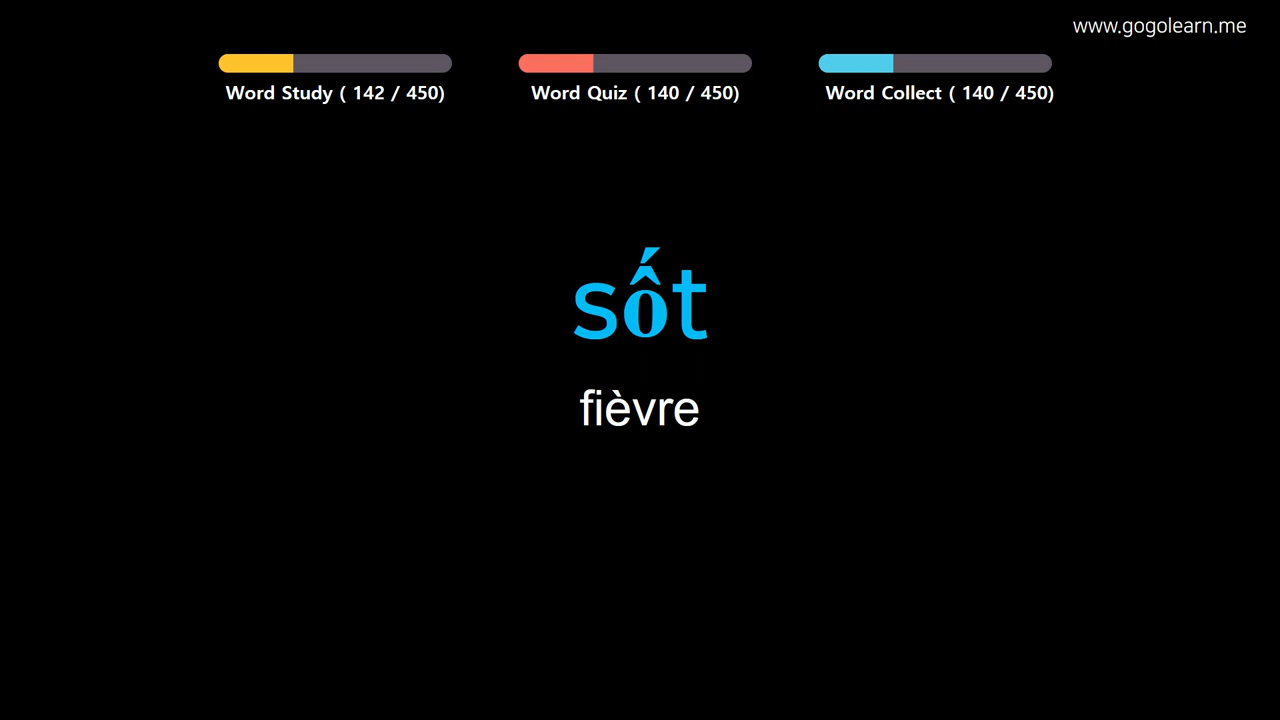 www.gogolearn.me
Word Study ( 142 / 450)
Word Quiz ( 140 / 450)
Word Collect ( 140 / 450)
sốt
fièvre